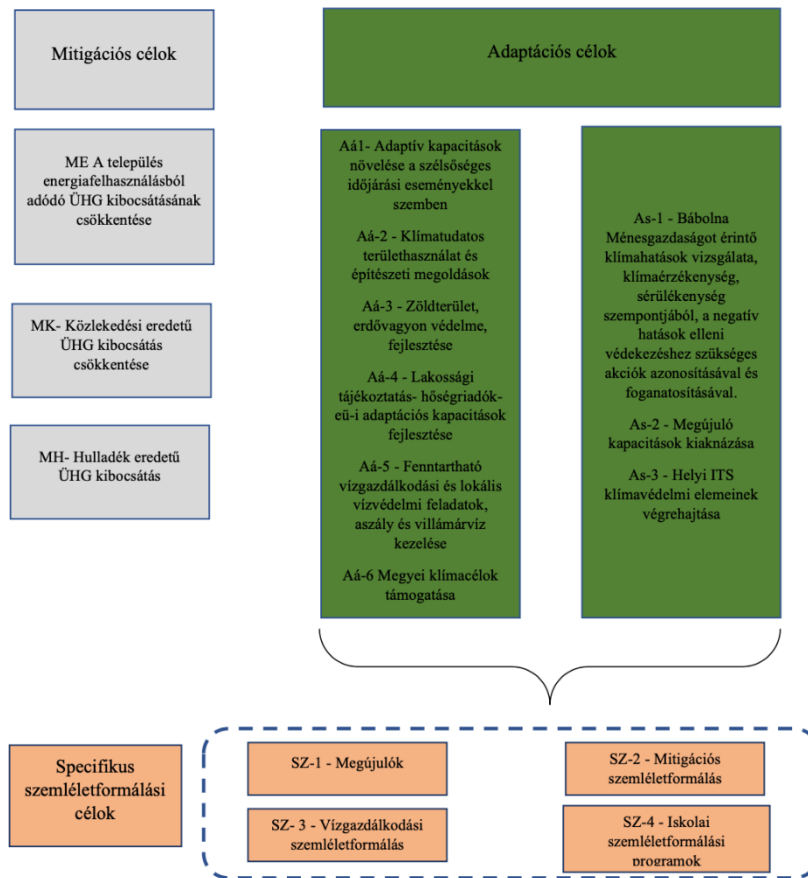 Mitigációs célok
Adaptációs célok
ME A település
energiafelhasználásból
adódó ÜHG kibocsátásának
csökkentése
MK- Közlekedési eredetű
ÜHG kibocsátás
csökkentése
MH- Hulladék eredetű
ÜHG kibocsátás
Aá1- Adaptív kapacitások
növelése a szélsőséges
időjárási eseményekkel
szemben
Aá-2 - Klímatudatos
területhasználat és
építészeti megoldások
Aá-3 - Zöldterület,
erdővagyon védelme,
fejlesztése
Aá-4 - Lakossági
tájékoztatás- hőségriadók-
eü-i adaptációs kapacitások
fejlesztése
Aá-5 - Fenntartható
vízgazdálkodási és lokális
vízvédelmi feladatok,
aszály és villámárvíz
kezelése
Aá-6 Megyei klímacélok
támogatása
As-1 - Bábolna
Ménesgazdaságot érintő
klímahatások vizsgálata,
klímaérzékenység,
sérülékenység
szempontjából, a negatív
hatások elleni
védekezéshez szükséges
akciók azonosításával és
foganatosításával.
As-2 - Megújuló
kapacitások kiaknázása
As-3 - Helyi ITS
klímavédelmi elemeinek
végrehajtása
Specifikus
szemléletformálási
célok
SZ-1 - Megújulók
SZ-2 - Mitigációs
szemléletformálás
SZ- 3 - Vízgazdálkodási
szemléletformálás
SZ-4 - Iskolai
szemléletformálási
programok